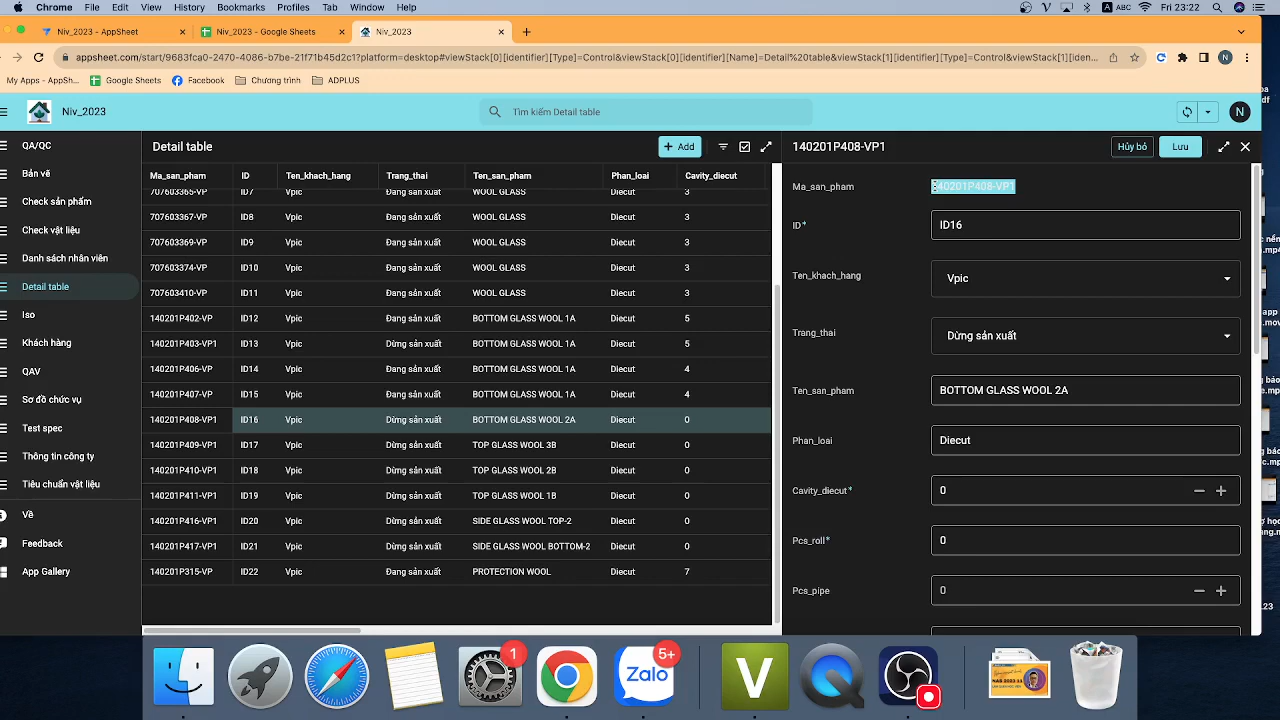 Chrome File Edit View History Bookmarks Profiles Tab Window Help
ABC Fri 23:22
Niv_2023 - AppSheet
Niv_2023 - Google Sheets
Niv_2023
appsheet.com/start/9683fca0-2470-4086-b7be-21f71b45d2c1?platform=desktop#viewStack[0][identifier][Type]=Control&viewStack[0][identifier][Name]=Detail%20table&viewStack[1][identifier][Type]=Control&viewStack[1][iden...
My Apps - AppSh...
Google Sheets
Facebook
Chương trình
ADPLUS
Niv_2023
Tìm kiếm Detail table
N
QA/QC
Bản vẽ
Check sản phẩm
Check vật liệu
Danh sách nhân viên
Detail table
Iso
Khách hàng
QAV
Sơ đồ chức vụ
Test spec
Thông tin công ty
Tiêu chuẩn vật liệu
Về
Feedback
App Gallery
Detail table
+ Add
Ma_san_pham ID Ten_khach_hang Trang_thai Ten_san_pham Phan_loai Cavity_diecut
707603365-VP ID7 Vpic Đang sản xuất WOOL GLASS Diecut 3
707603367-VP ID8 Vpic Đang sản xuất WOOL GLASS Diecut 3
707603369-VP ID9 Vpic Đang sản xuất WOOL GLASS Diecut 3
707603374-VP ID10 Vpic Đang sản xuất WOOL GLASS Diecut 3
707603410-VP ID11 Vpic Đang sản xuất WOOL GLASS Diecut 3
140201P402-VP ID12 Vpic Đang sản xuất BOTTOM GLASS WOOL 1A Diecut 5
140201P403-VP1 ID13 Vpic Dừng sản xuất BOTTOM GLASS WOOL 1A Diecut 5
140201P406-VP ID14 Vpic Đang sản xuất BOTTOM GLASS WOOL 1A Diecut 4
140201P407-VP ID15 Vpic Đang sản xuất BOTTOM GLASS WOOL 1A Diecut 4
140201P408-VP1 ID16 Vpic Dừng sản xuất BOTTOM GLASS WOOL 2A Diecut 0
140201P409-VP1 ID17 Vpic Dừng sản xuất TOP GLASS WOOL 3B Diecut 0
140201P410-VP1 ID18 Vpic Dừng sản xuất TOP GLASS WOOL 2B Diecut 0
140201P411-VP1 ID19 Vpic Dừng sản xuất TOP GLASS WOOL 1B Diecut 0
140201P416-VP1 ID20 Vpic Dừng sản xuất SIDE GLASS WOOL TOP-2 Diecut 0
140201P417-VP1 ID21 Vpic Dừng sản xuất SIDE GLASS WOOL BOTTOM-2 Diecut 0
140201P315-VP ID22 Vpic Đang sản xuất PROTECTION WOOL Diecut 7
140201P408-VP1
Hủy bỏ
Lưu
Ma_san_pham 140201P408-VP1
ID* ID16
Ten_khach_hang Vpic
Trang_thai Dừng sản xuất
Ten_san_pham BOTTOM GLASS WOOL 2A
Phan_loai Diecut
Cavity_diecut* 0
Pcs_roll* 0
Pcs_pipe 0
1
Zalo
5+
V